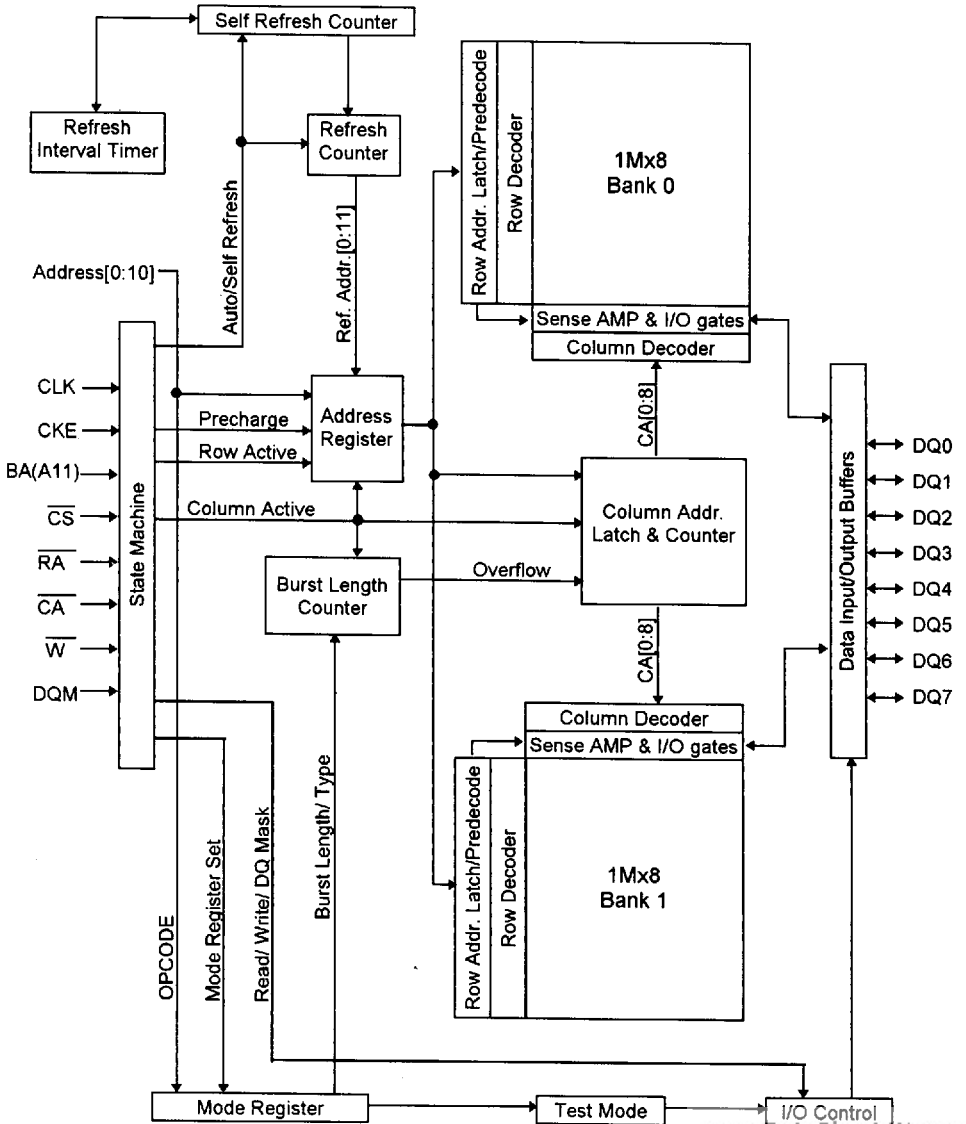 Self Refresh Counter
Refresh
Interval Timer
Refresh
Counter
Auto/Self Refresh
Ref. Addr.[0:11]
Address[0:10]
Row Addr. Latch/Predecode
Row Decoder
1Mx8
Bank 0
Sense AMP & I/O gates
Column Decoder
CA[0:8]
State Machine
CLK
CKE
BA(A11)
CS
RA
CA
W
DQM
Precharge
Row Active
Column Active
Address
Register
Burst Length
Counter
Overflow
Column Addr.
Latch & Counter
CA[0:8]
Data Input/Output Buffers
DQ0
DQ1
DQ2
DQ3
DQ4
DQ5
DQ6
DQ7
Column Decoder
Sense AMP & I/O gates
Row Addr. Latch/Predecode
Row Decoder
1Mx8
Bank 1
OPCODE
Mode Register Set
Read/ Write/ DQ Mask
Burst Length/ Type
Mode Register
Test Mode
I/O Control